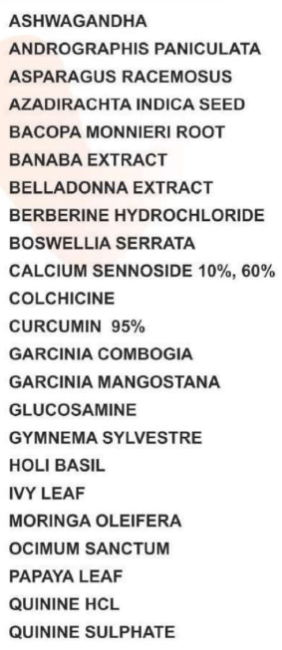 ASHWAGANDHA
ANDROGRAPHIS PANICULATA
ASPARAGUS RACEMOSUS
AZADIRACHTA INDICA SEED
BACOPA MONNIERI ROOT
BANABA EXTRACT
BELLADONNA EXTRACT
BERBERINE HYDROCHLORIDE
BOSWELLIA SERRATA
CALCIUM SENNOSIDE 10%, 60%
COLCHICINE
CURCUMIN 95%
GARCINIA COMBOGIA
GARCINIA MANGOSTANA
GLUCOSAMINE
GYMNEMA SYLVESTRE
HOLI BASIL
IVY LEAF
MORINGA OLEIFERA
OCIMUM SANCTUM
PAPAYA LEAF
QUININE HCL
QUININE SULPHATE